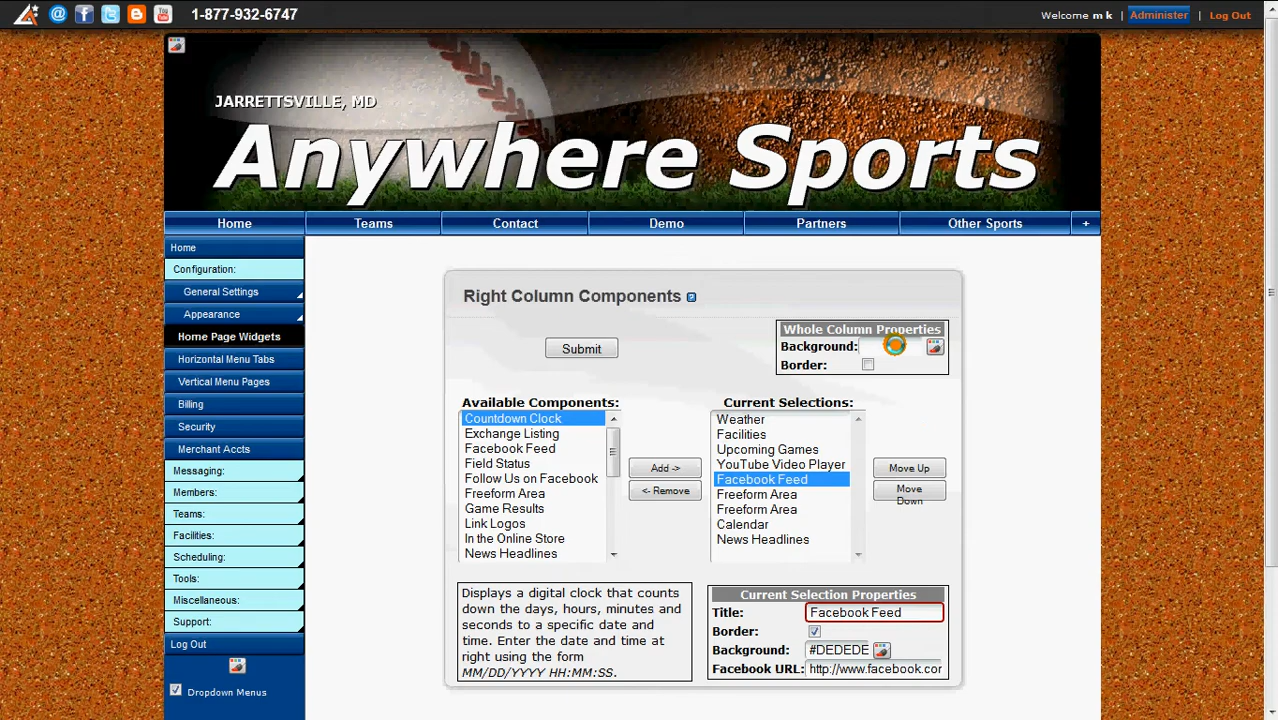 1-877-932-6747
Welcome m k | Administer | Log Out
JARRETTSVILLE, MD
Anywhere Sports
Home Teams Contact Demo Partners Other Sports +
Home
Configuration:
General Settings
Appearance
Home Page Widgets
Horizontal Menu Tabs
Vertical Menu Pages
Billing
Security
Merchant Accts
Messaging:
Members:
Teams:
Facilities:
Scheduling:
Tools:
Miscellaneous:
Support:
Log Out
Dropdown Menus
Right Column Components ?
Submit
Whole Column Properties
Background:
Border:
Available Components:
Countdown Clock
Exchange Listing
Facebook Feed
Field Status
Follow Us on Facebook
Freeform Area
Game Results
Link Logos
In the Online Store
News Headlines
Add ->
<- Remove
Current Selections:
Weather
Facilities
Upcoming Games
YouTube Video Player
Facebook Feed
Freeform Area
Freeform Area
Calendar
News Headlines
Move Up
Move
Down
Displays a digital clock that counts
down the days, hours, minutes and
seconds to a specific date and
time. Enter the date and time at
right using the form
MM/DD/YYYY HH:MM:SS.
Current Selection Properties
Title: Facebook Feed
Border:
Background: #DEDEDE
Facebook URL: http://www.facebook.cor